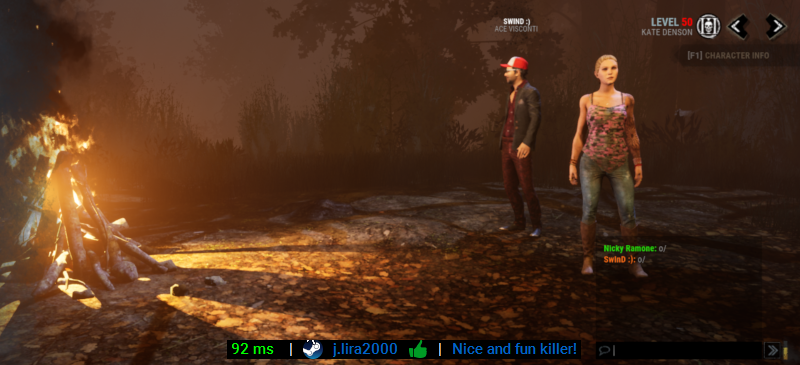 SWIND :)
ACE VISCONTI
LEVEL 50
KATE DENSON
[F1] CHARACTER INFO
Nicky Ramone: o/
SwinD :): o/
92 ms | j.lira2000 | Nice and fun killer!